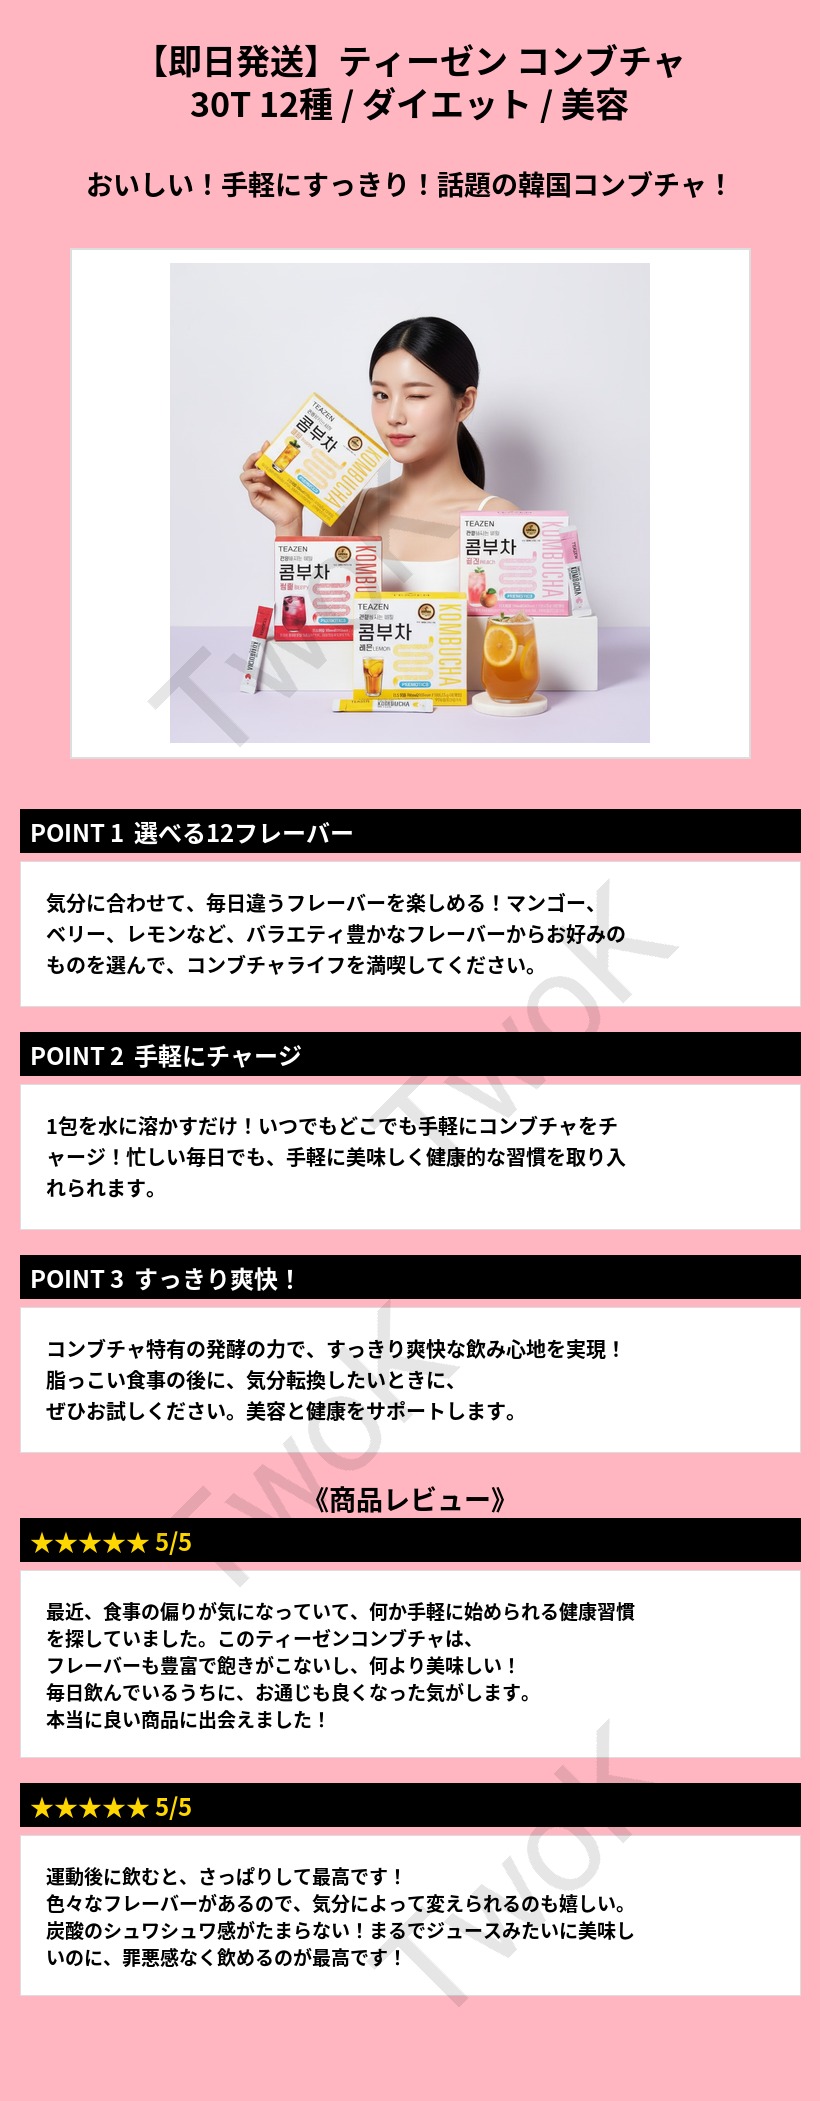 【即日発送】ティーゼン コンブチャ
30T 12種 / ダイエット / 美容
おいしい！手軽にすっきり！話題の韓国コンブチャ！
TEAZEN
콤부차
KOMBUCHA
PREBIOTICS
TEAZEN
콤부차
베리 BERRY
KOMBU
PREBIOTICS
TEAZEN
콤부차
피치 PEACH
KOMBUCHA
PREBIOTICS
TEAZEN
콤부차
레몬 LEMON
KOMBUCHA
PREBIOTICS
KOMBUCHA
KOMBUCHA
KOMBUCHA
TwoK
POINT 1 選べる12フレーバー
気分に合わせて、毎日違うフレーバーを楽しめる！マンゴー、
ベリー、レモンなど、バラエティ豊かなフレーバーからお好みの
ものを選んで、コンブチャライフを満喫してください。
TwoK
POINT 2 手軽にチャージ
1包を水に溶かすだけ！いつでもどこでも手軽にコンブチャをチ
ャージ！忙しい毎日でも、手軽に美味しく健康的な習慣を取り入
れられます。
POINT 3 すっきり爽快！
コンブチャ特有の発酵の力で、すっきり爽快な飲み心地を実現！
脂っこい食事の後に、気分転換したいときに、
ぜひお試しください。美容と健康をサポートします。
TwoK
《商品レビュー》
★★★★★ 5/5
最近、食事の偏りが気になっていて、何か手軽に始められる健康習慣
を探していました。このティーゼンコンブチャは、
フレーバーも豊富で飽きがこないし、何より美味しい！
毎日飲んでいるうちに、お通じも良くなった気がします。
本当に良い商品に出会えました！
★★★★★ 5/5
運動後に飲むと、さっぱりして最高です！
色々なフレーバーがあるので、気分によって変えられるのも嬉しい。
炭酸のシュワシュワ感がたまらない！まるでジュースみたいに美味し
いのに、罪悪感なく飲めるのが最高です！
TwoK